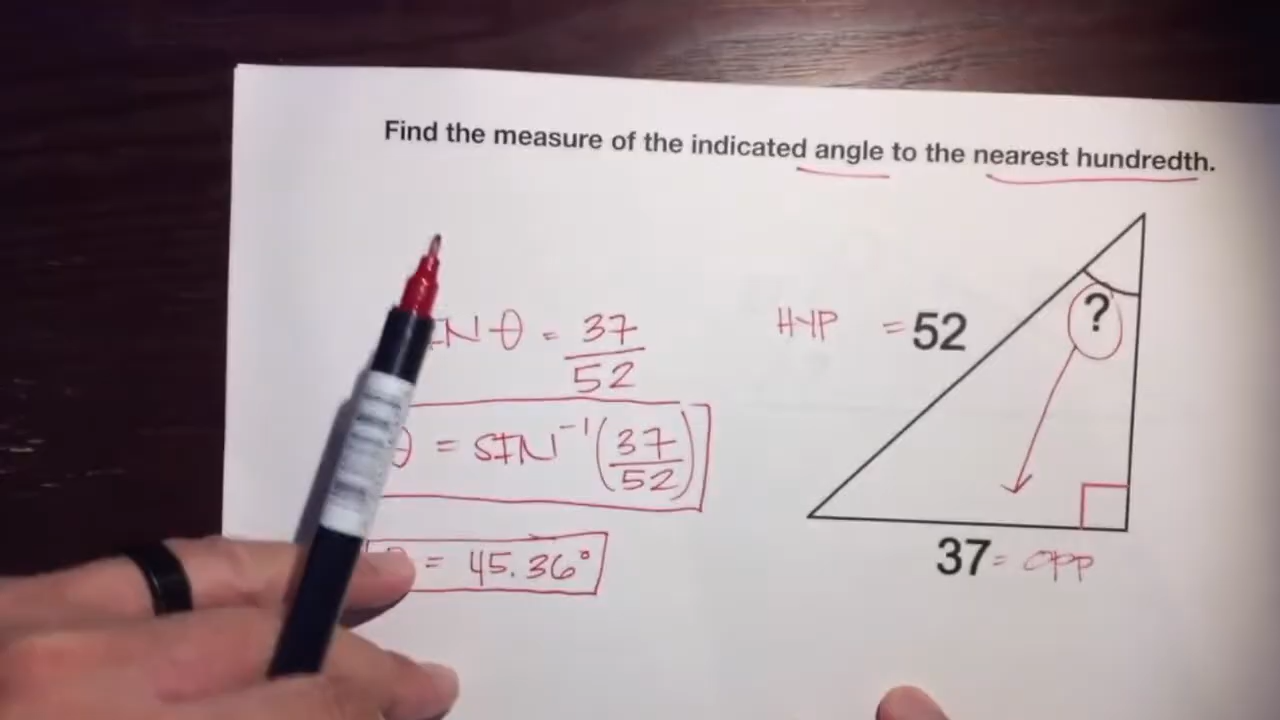 Find the measure of the indicated angle to the nearest hundredth.
IN θ = 37
52
HYP = 52
?
θ = SIN⁻¹(37
52)
θ = 45.36°
37 = OPP